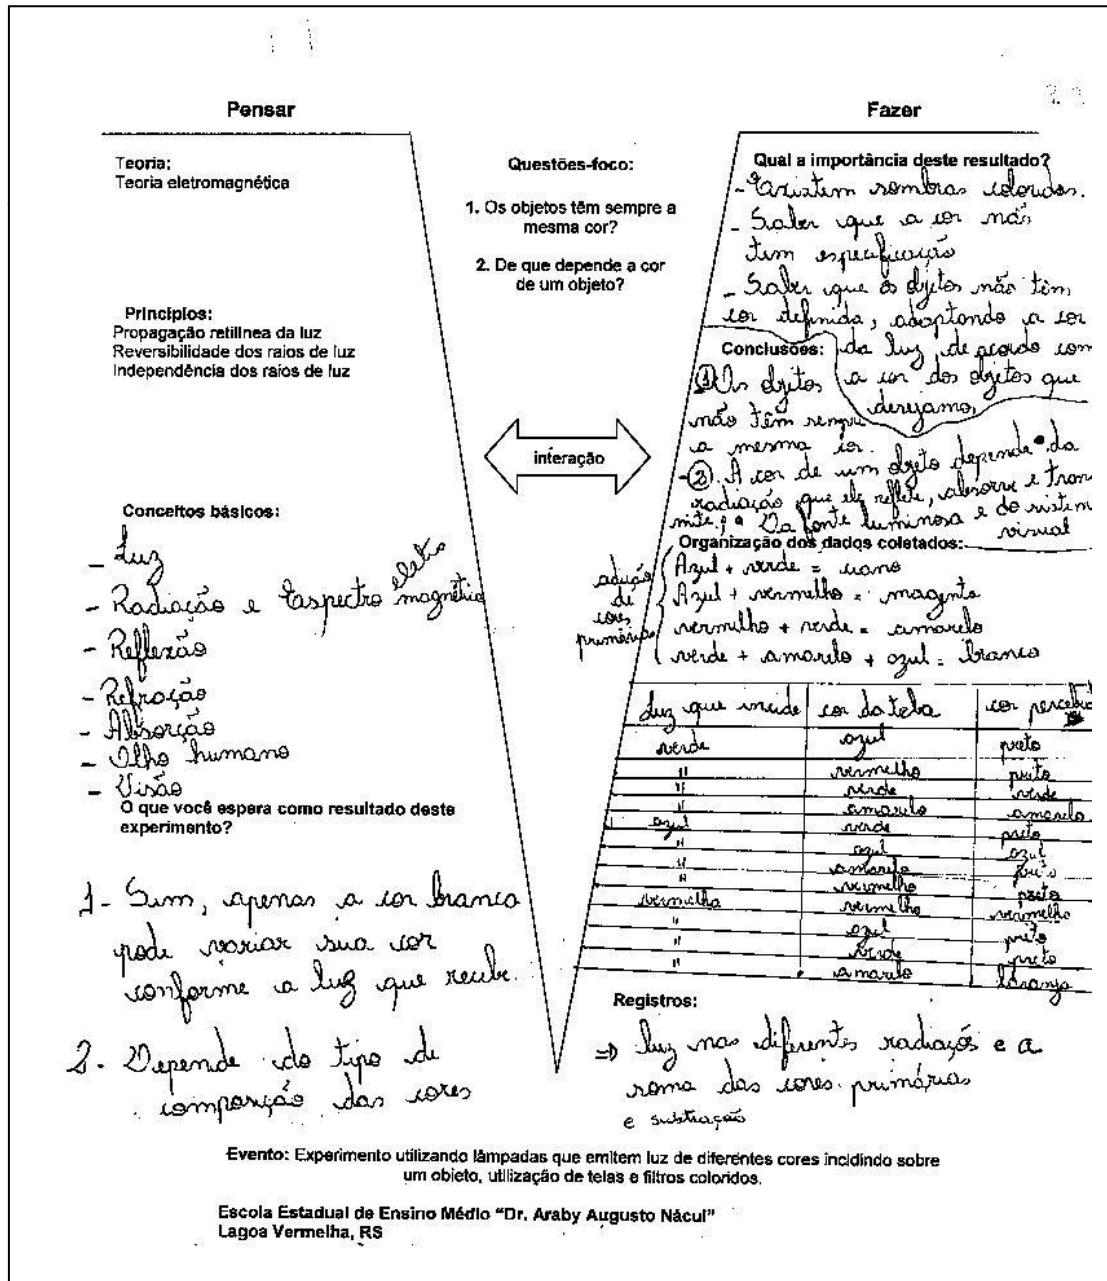 Pensar
Teoria:
Teoria eletromagnética
Princípios:
Propagação retilínea da luz
Reversibilidade dos raios de luz
Independência dos raios de luz
Conceitos básicos:
- Luz
- Radiação e Espectro eletromagnético
- Reflexão
- Refração
- Absorção
- Olho humano
- Visão
O que você espera como resultado deste
experimento?
1- Sim, apenas a cor branca
pode variar sua cor
conforme a luz que recebe.
2- Depende do tipo de
composição das cores
Questões-foco:
1. Os objetos têm sempre a
mesma cor?
2. De que depende a cor
de um objeto?
interação
Fazer
Qual a importância deste resultado?
- Existem sombras coloridas.
- Saber que a cor não
tem especificação
- Saber que os objetos não têm
cor definida, adaptando a cor
da luz de acordo com
a cor dos objetos que
desejamo,
Conclusões:
① Os objetos
não têm sempre
a mesma cor.
- ② A cor de um objeto depende da
radiação que ele reflete, absorve e trans
mite; Da fonte luminosa e do sistem
visual
Organização dos dados coletados:
adição
de
cores
primárias
Azul + verde = ciano
Azul + vermelho = magenta
vermelho + verde = amarelo
verde + amarelo + azul = branco
luz que incide cor da tela cor percebid
verde azul preto
" vermelho preto
" verde verde
" amarelo amarelo
azul verde preto
" azul azul
" amarelo preto
" vermelho preto
vermelha vermelho vermelho
" azul preto
" verde preto
" amarelo laranja
Registros:
⇒ luz nas diferentes radiações e a
soma das cores primárias
e subtração
Evento: Experimento utilizando lâmpadas que emitem luz de diferentes cores incidindo sobre
um objeto, utilização de telas e filtros coloridos.
Escola Estadual de Ensino Médio "Dr. Araby Augusto Nácul"
Lagoa Vermelha, RS